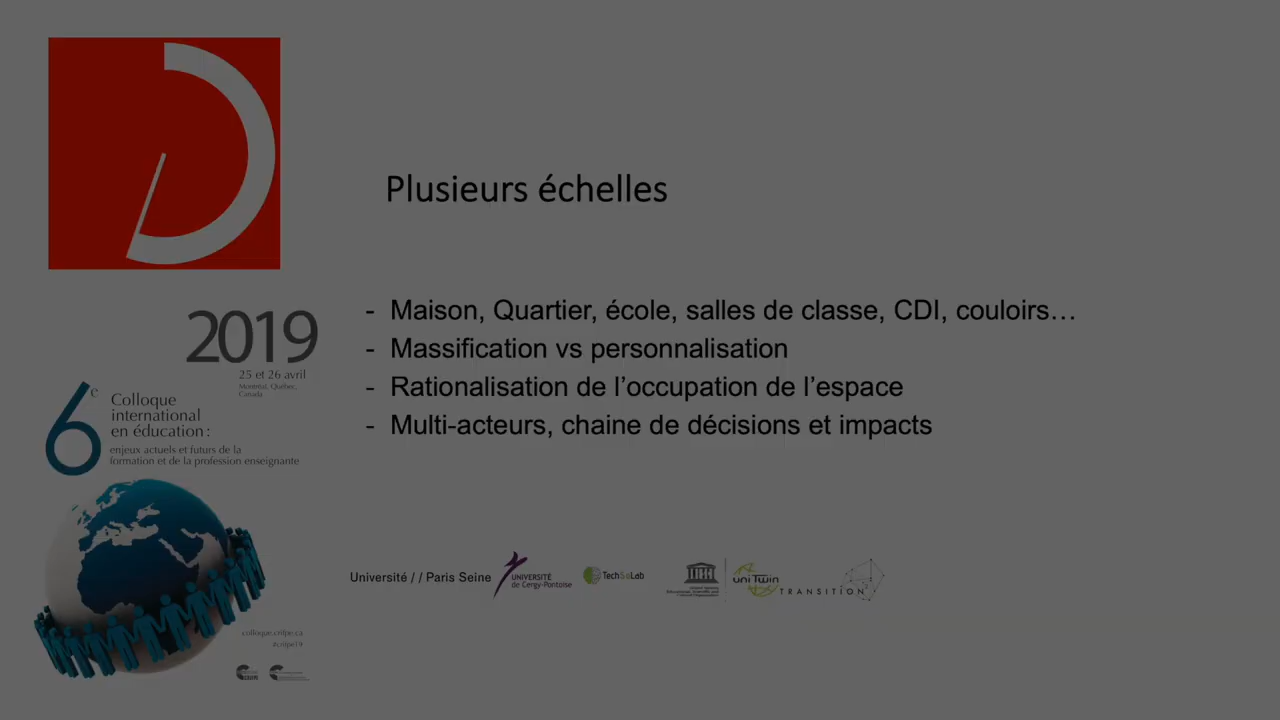 Plusieurs échelles
- Maison, Quartier, école, salles de classe, CDI, couloirs…
- Massification vs personnalisation
- Rationalisation de l’occupation de l’espace
- Multi-acteurs, chaine de décisions et impacts
2019
25 et 26 avril
Montréal, Québec,
Canada
6e
Colloque
international
en éducation :
enjeux actuels et futurs de la
formation et de la profession enseignante
colloque.crifpe.ca
Université // Paris Seine
UNIVERSITÉ
de Cergy-Pontoise
TechSoLab
uniTwin
TRANSITION